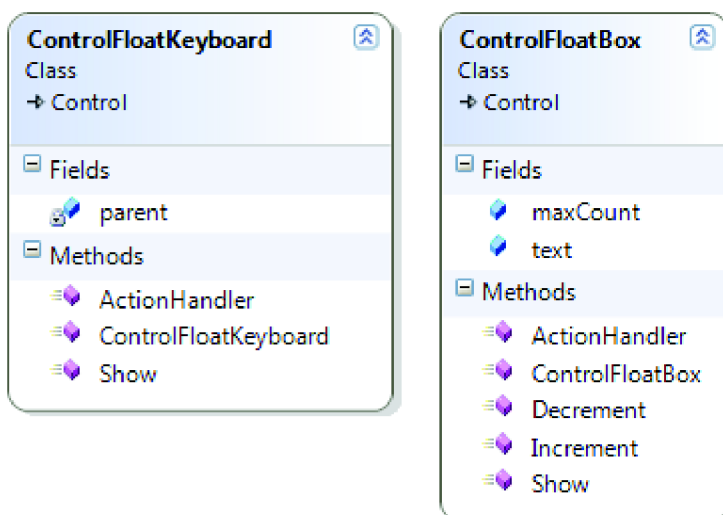 ControlFloatKeyboard
Class
Control
Fields
parent
Methods
ActionHandler
ControlFloatKeyboard
Show
ControlFloatBox
Class
Control
Fields
maxCount
text
Methods
ActionHandler
ControlFloatBox
Decrement
Increment
Show